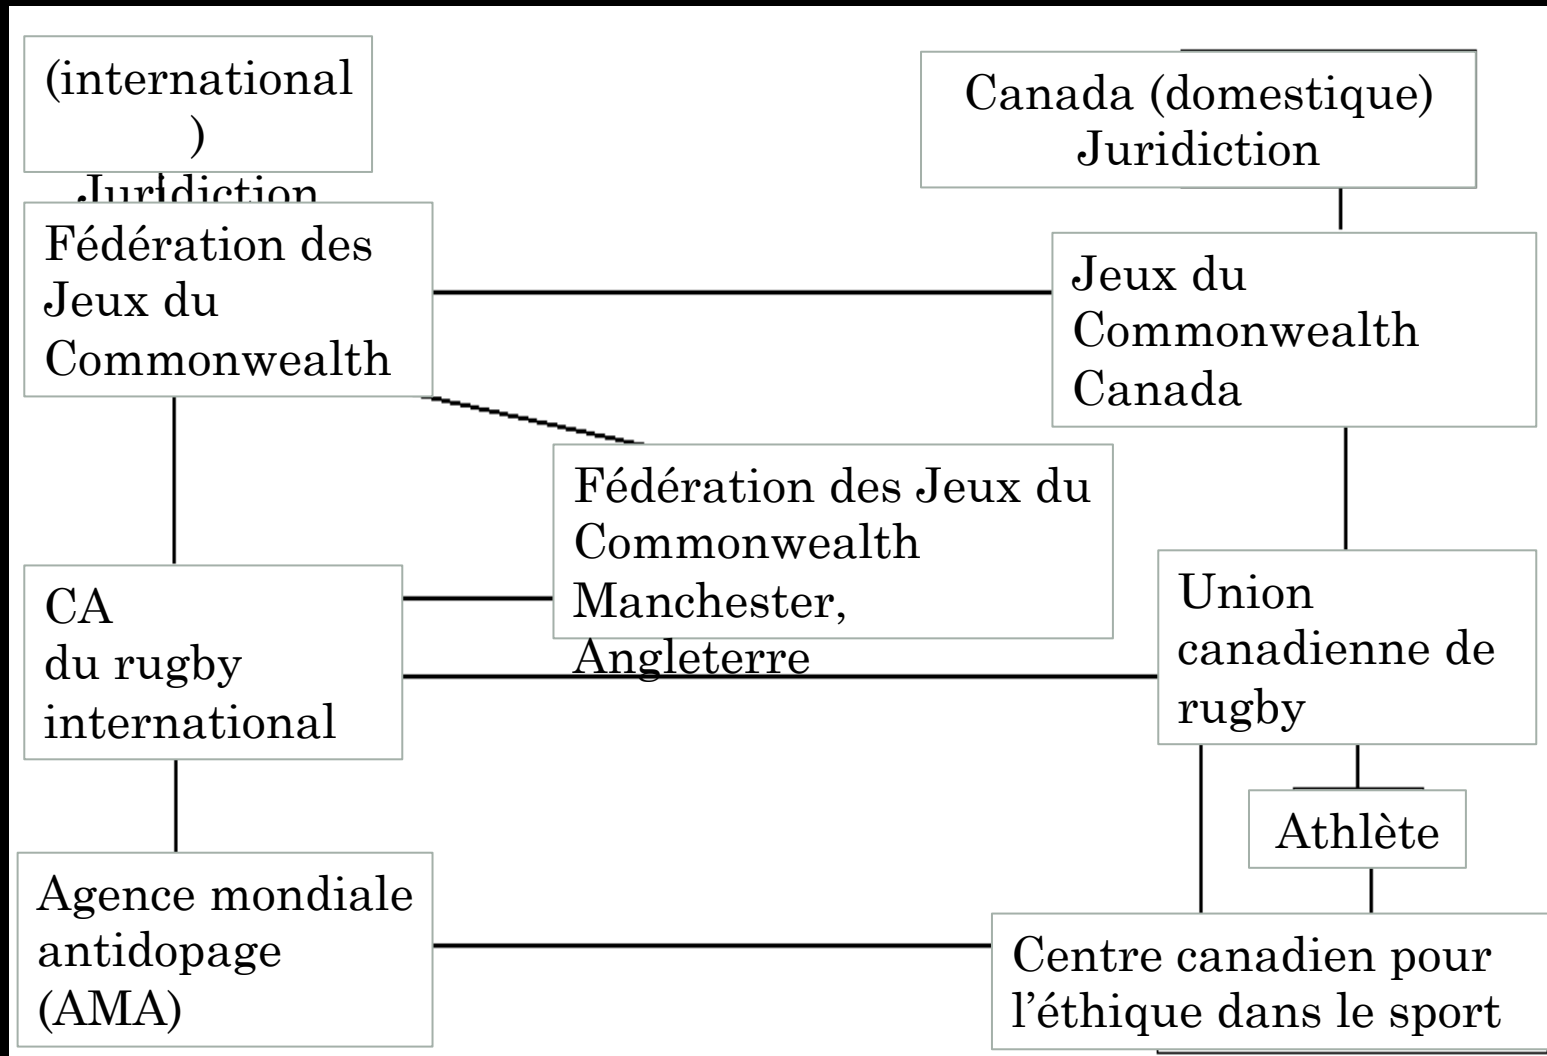 (international
)
Juridiction
Canada (domestique)
Juridiction
Fédération des
Jeux du
Commonwealth
Jeux du
Commonwealth
Canada
Fédération des Jeux du
Commonwealth
Manchester,
Angleterre
CA
du rugby
international
Union
canadienne de
rugby
Athlète
Agence mondiale
antidopage
(AMA)
Centre canadien pour
l’éthique dans le sport